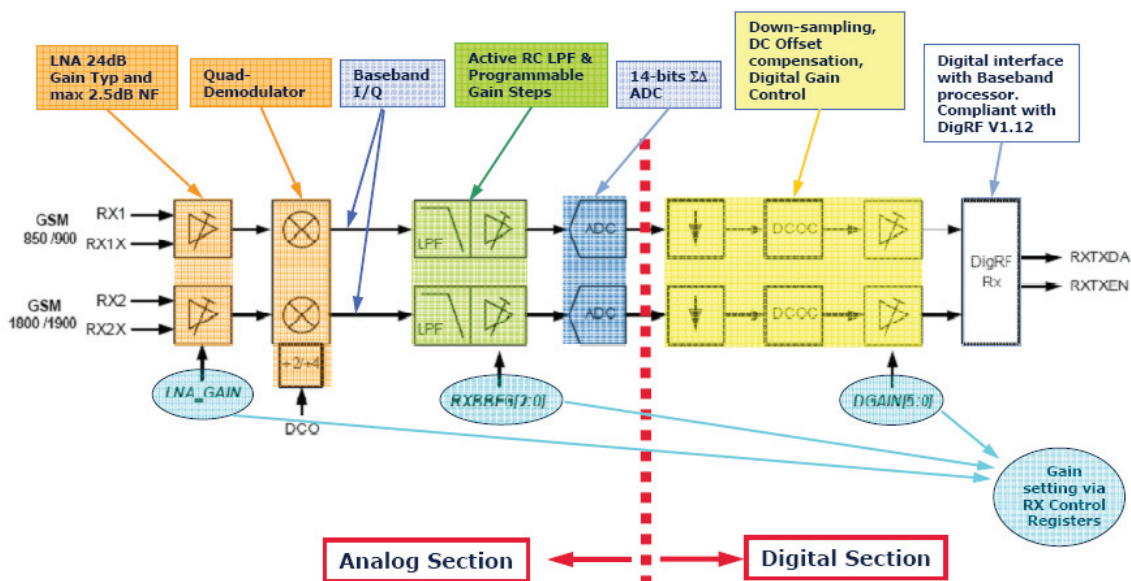 LNA 24dB
Gain Typ and
max 2.5dB NF
Quad-
Demodulator
Baseband
I/Q
Active RC LPF &
Programmable
Gain Steps
14-bits ΣΔ
ADC
Down-sampling,
DC Offset
compensation,
Digital Gain
Control
Digital interface
with Baseband
processor.
Compliant with
DigRF V1.12
GSM
850 /900
RX1
RX1X
GSM
1800 /1900
RX2
RX2X
LPF
ADC
DCOC
LPF
ADC
DCOC
DigRF
Rx
RXTXDA
RXTXEN
÷2/÷4
DCO
LNA_GAIN
RXBBFG[2:0]
DGAIN[5:0]
Gain
setting via
RX Control
Registers
Analog Section
Digital Section